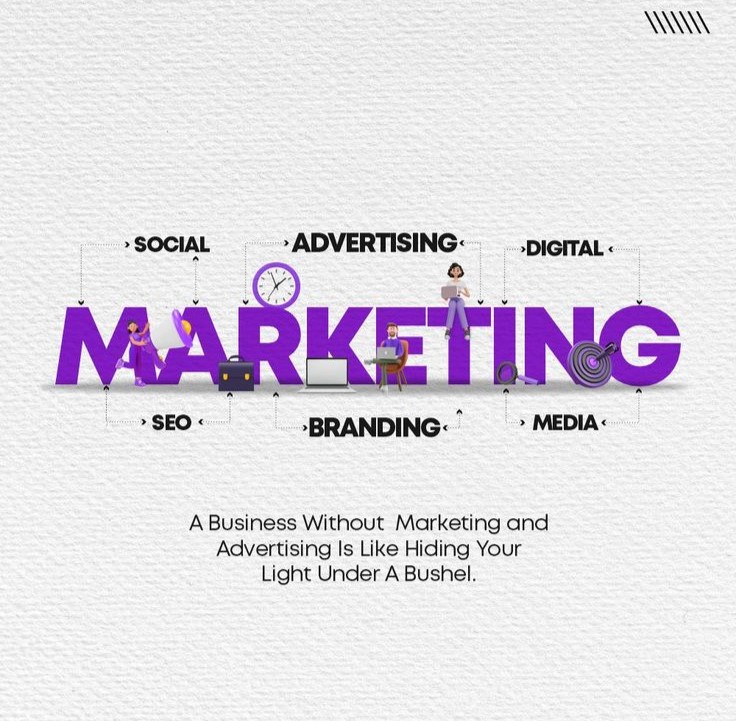 SOCIAL
ADVERTISING
DIGITAL
MARKETING
SEO
BRANDING
MEDIA
A Business Without Marketing and
Advertising Is Like Hiding Your
Light Under A Bushel.